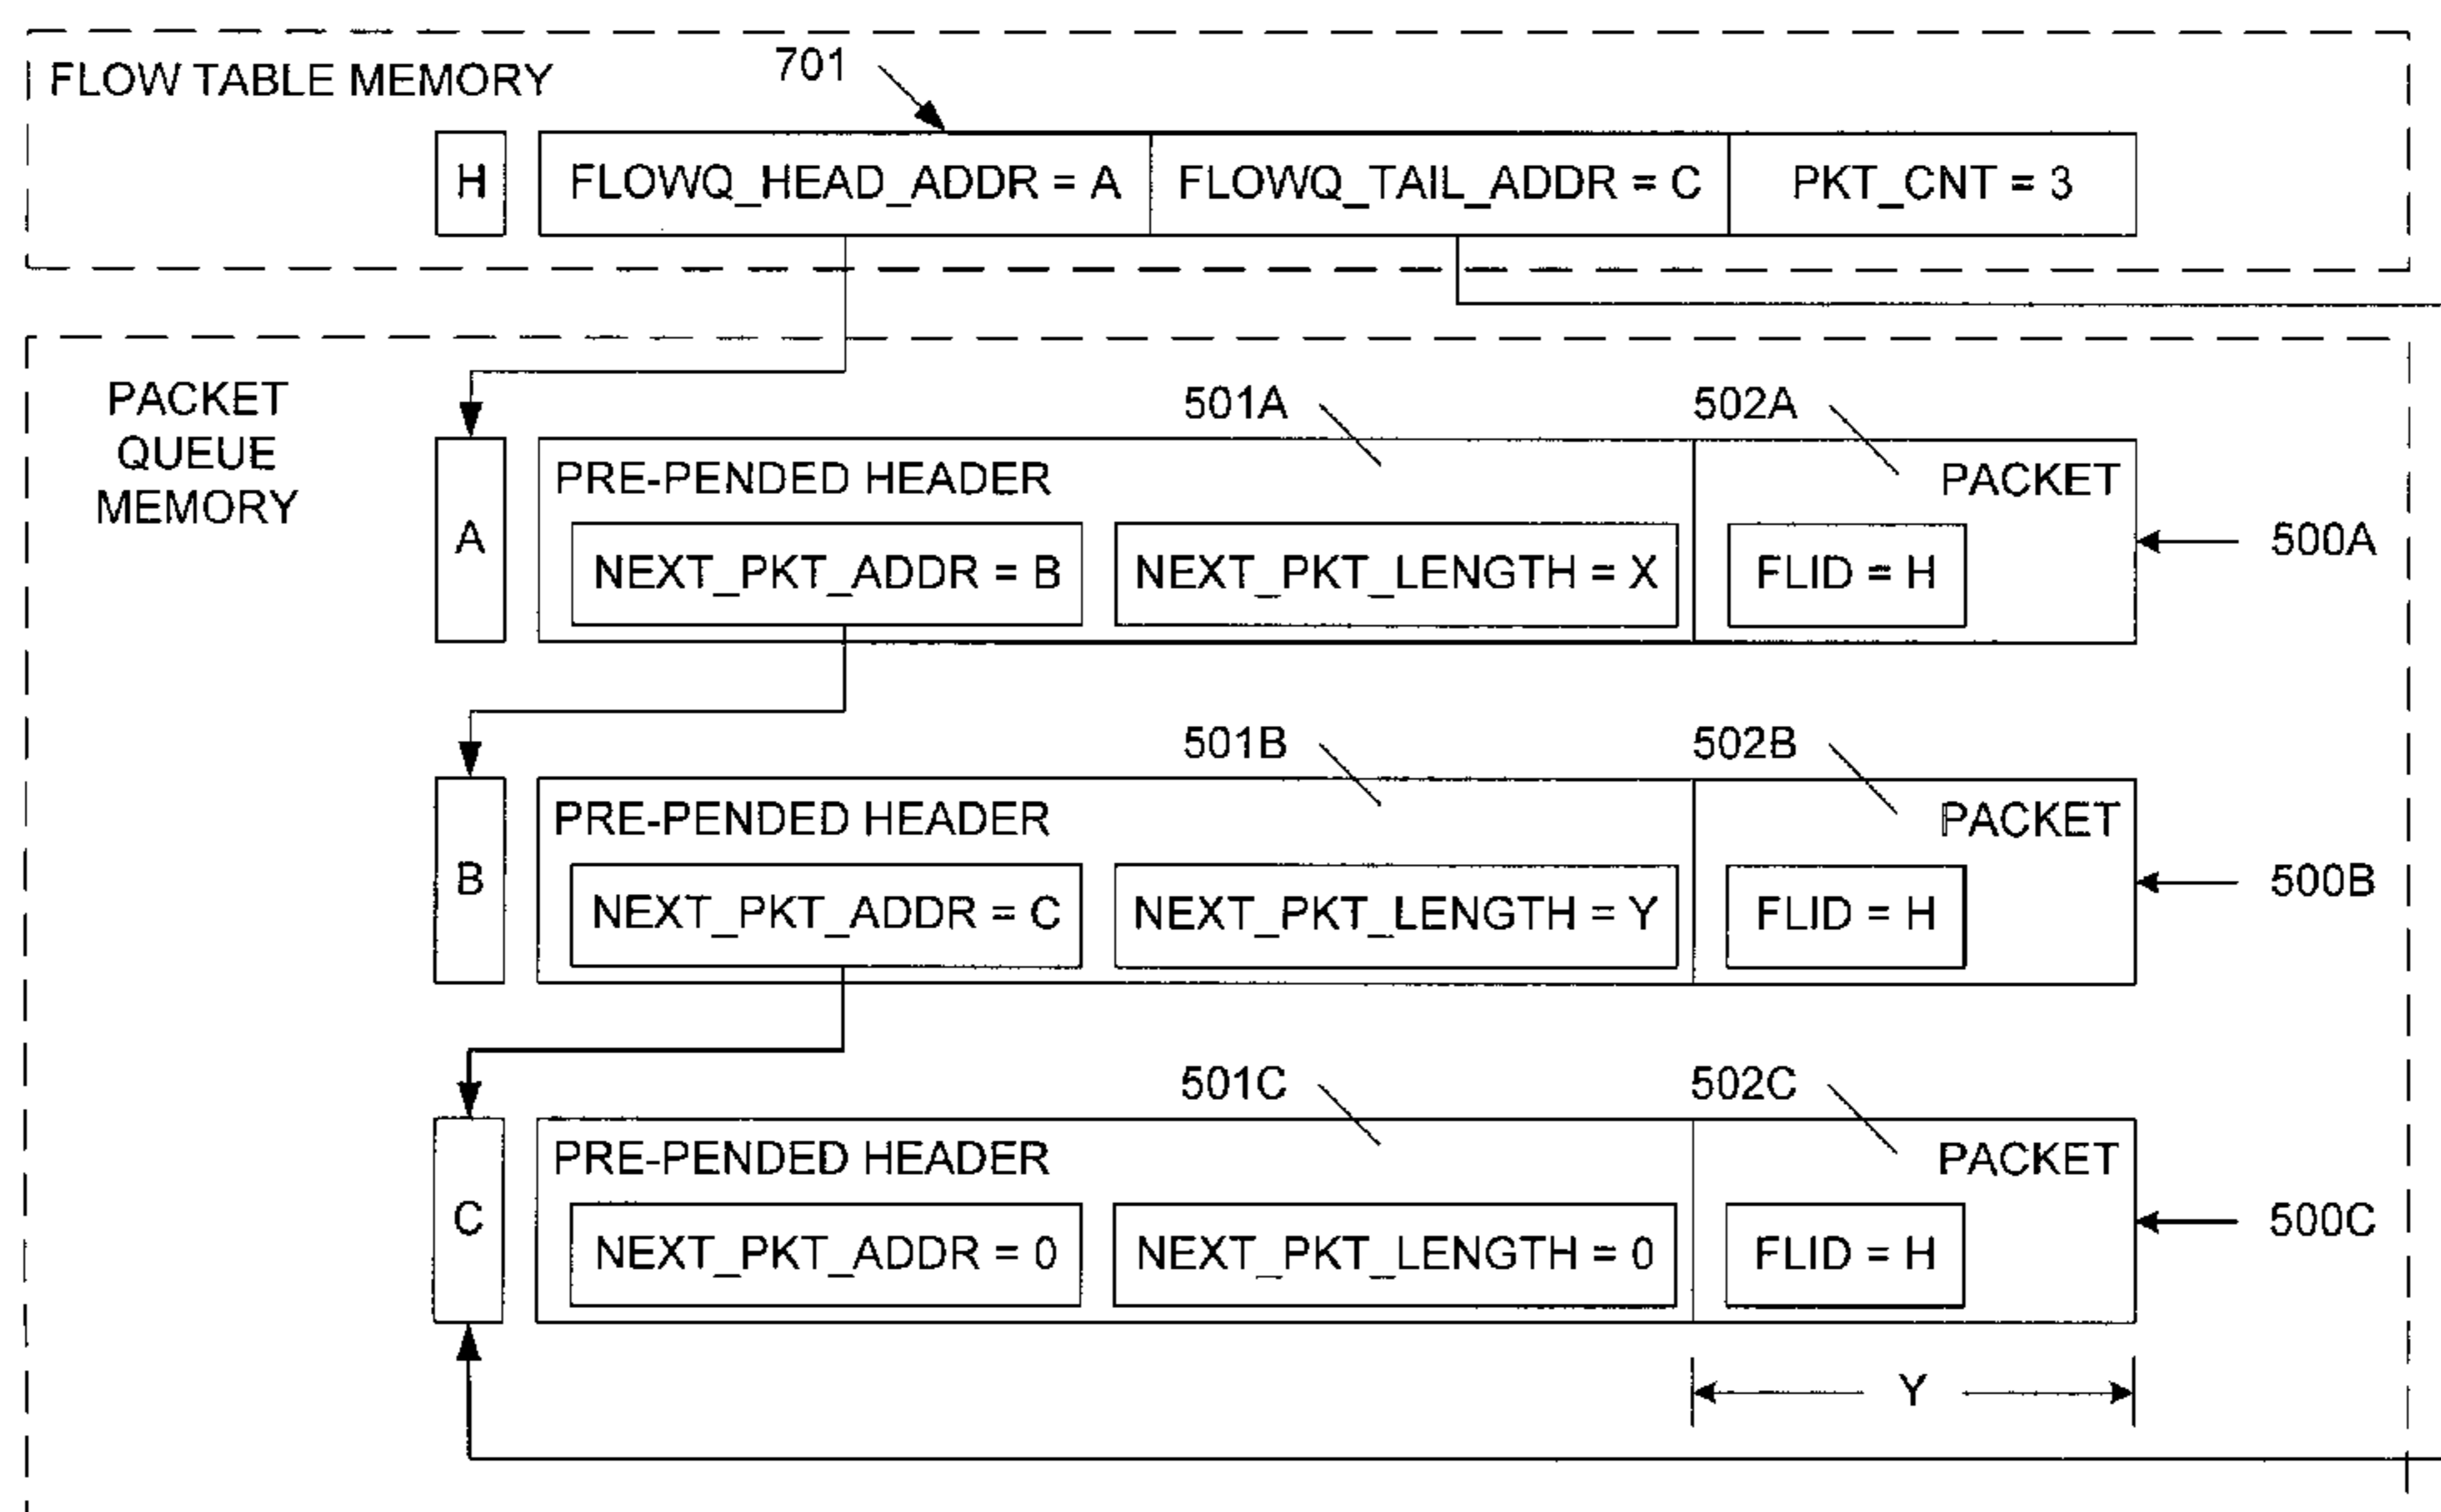 701
FLOW TABLE MEMORY
H
FLOWQ_HEAD_ADDR = A
FLOWQ_TAIL_ADDR = C
PKT_CNT = 3
PACKET
QUEUE
MEMORY
501A
502A
A
PRE-PENDED HEADER
PACKET
NEXT_PKT_ADDR = B
NEXT_PKT_LENGTH = X
FLID = H
500A
501B
502B
B
PRE-PENDED HEADER
PACKET
NEXT_PKT_ADDR = C
NEXT_PKT_LENGTH = Y
FLID = H
500B
501C
502C
C
PRE-PENDED HEADER
PACKET
NEXT_PKT_ADDR = 0
NEXT_PKT_LENGTH = 0
FLID = H
500C
Y